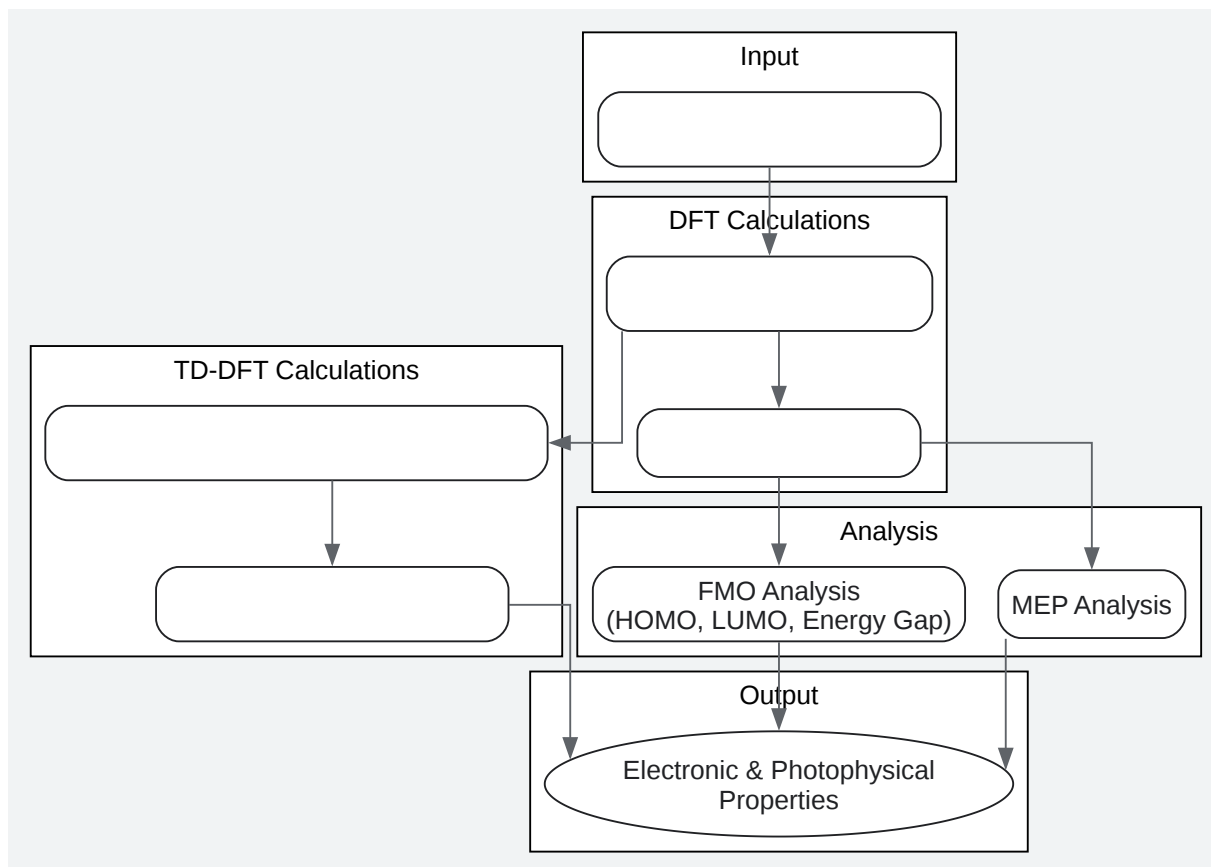 Input
DFT Calculations
TD-DFT Calculations
Analysis
FMO Analysis
(HOMO, LUMO, Energy Gap)
MEP Analysis
Output
Electronic & Photophysical
Properties